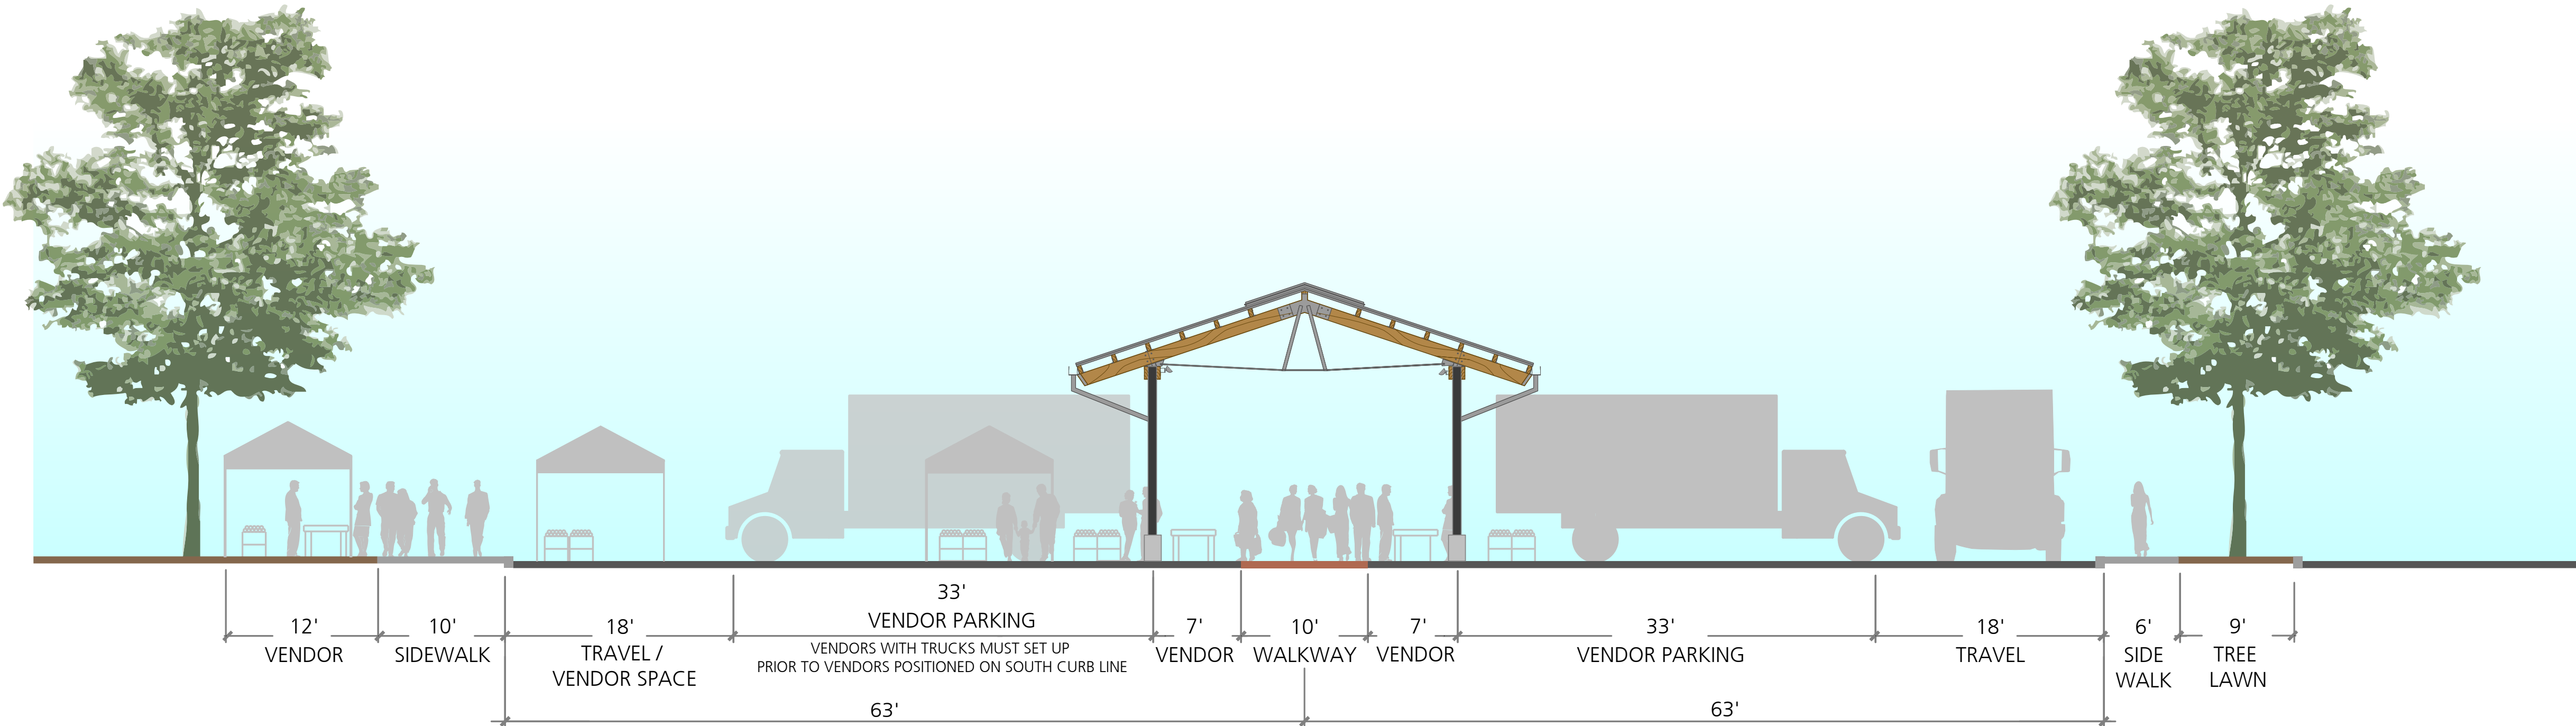 12'
VENDOR
10'
SIDEWALK
18'
TRAVEL /
VENDOR SPACE
33'
VENDOR PARKING
VENDORS WITH TRUCKS MUST SET UP
PRIOR TO VENDORS POSITIONED ON SOUTH CURB LINE
7'
VENDOR
10'
WALKWAY
7'
VENDOR
33'
VENDOR PARKING
18'
TRAVEL
6'
SIDE
WALK
9'
TREE
LAWN
63'
63'